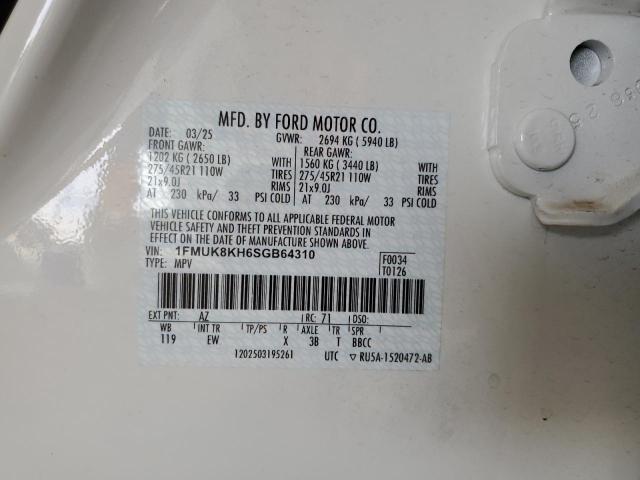 MFD. BY FORD MOTOR CO.
DATE: 03/25 GVWR: 2694 KG ( 5940 LB)
FRONT GAWR: REAR GAWR:
1202 KG ( 2650 LB) WITH 1560 KG ( 3440 LB) WITH
275/45R21 110W TIRES 275/45R21 110W TIRES
21x9.0J RIMS 21x9.0J RIMS
AT 230 kPa/ 33 PSI COLD AT 230 kPa/ 33 PSI COLD
THIS VEHICLE CONFORMS TO ALL APPLICABLE FEDERAL MOTOR
VEHICLE SAFETY AND THEFT PREVENTION STANDARDS IN
EFFECT ON THE DATE OF MANUFACTURE SHOWN ABOVE.
VIN: 1FMUK8KH6SGB64310 F0034
TYPE: MPV T0126
EXT PNT: AZ RC: 71 DSO:
WB INT TR TP/PS R AXLE TR SPR
119 EW X 3B T BBCC
1202503195261 UTC ▽ RU5A-1520472-AB